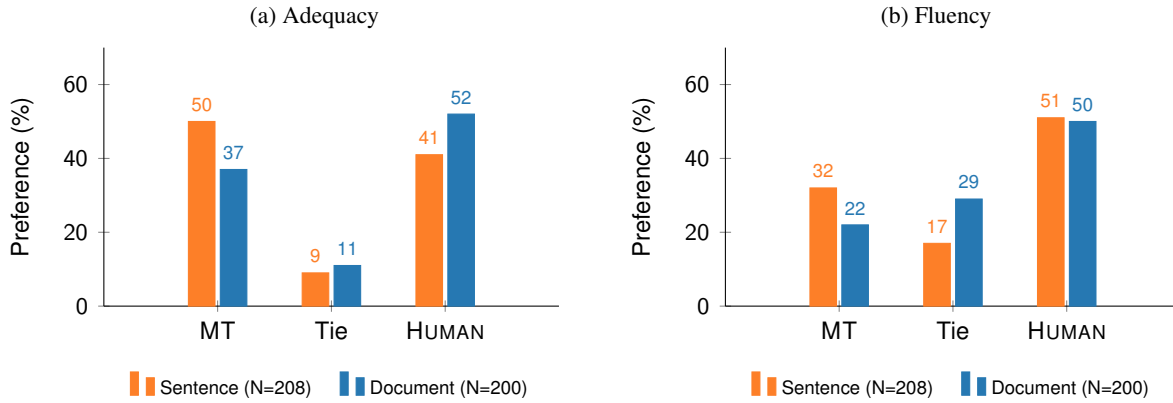 (a) Adequacy
Preference (%)
60
40
20
0
50
37
9
11
41
52
MT Tie HUMAN
Sentence (N=208) Document (N=200)
(b) Fluency
Preference (%)
60
40
20
0
32
22
17
29
51
50
MT Tie HUMAN
Sentence (N=208) Document (N=200)